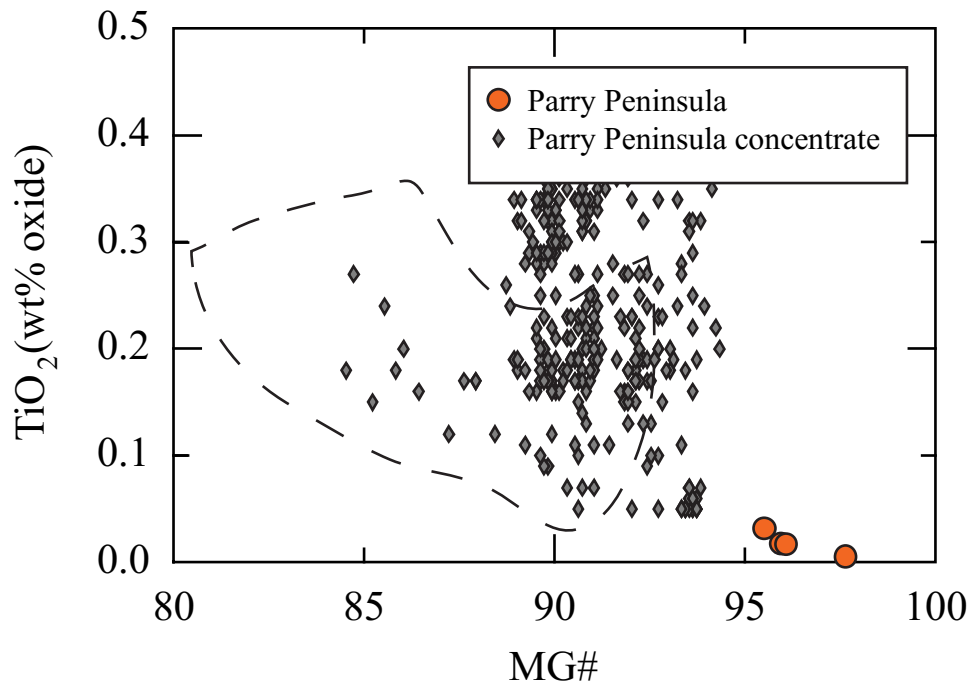 0.5
0.4
0.3
0.2
0.1
0.0
TiO2(wt% oxide)
Parry Peninsula
Parry Peninsula concentrate
80 85 90 95 100
MG#